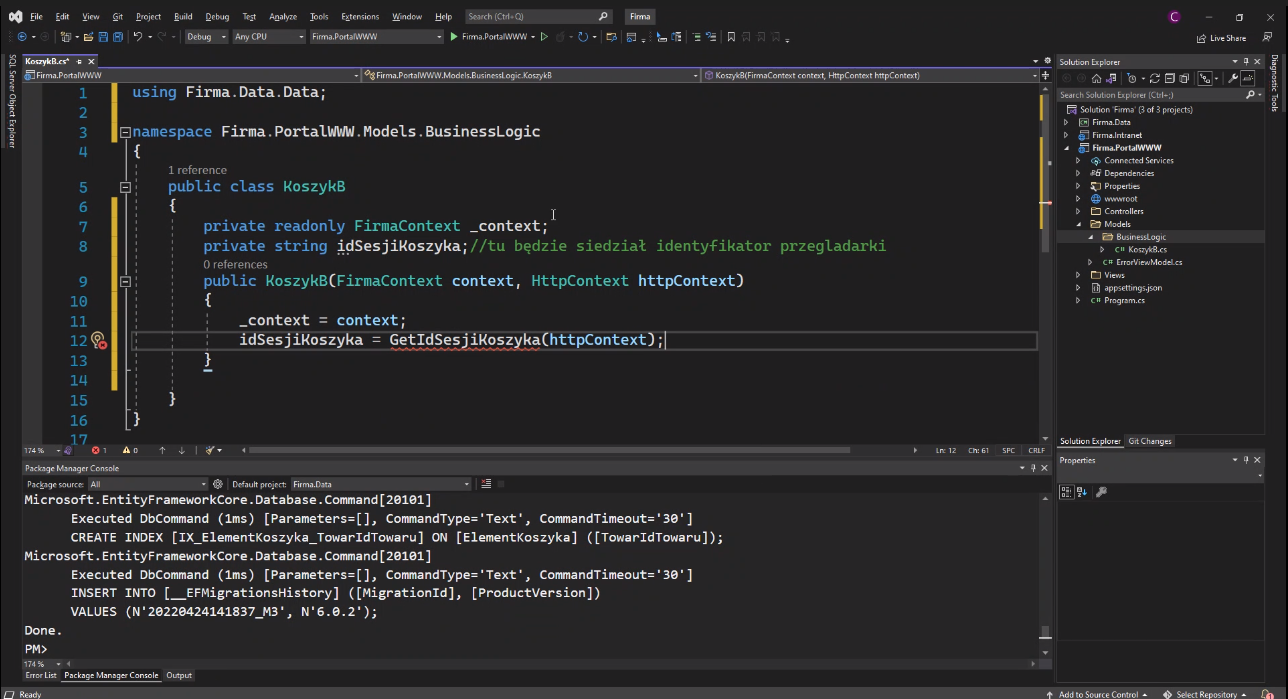 File Edit View Git Project Build Debug Test Analyze Tools Extensions Window Help Search (Ctrl+Q) Firma C
Debug Any CPU Firma.PortalWWW Firma.PortalWWW Live Share
SQL Server Object Explorer
KoszykB.cs*
Firma.PortalWWW Firma.PortalWWW.Models.BusinessLogic.KoszykB KoszykB(FirmaContext context, HttpContext httpContext)
1 using Firma.Data.Data;
2
3 namespace Firma.PortalWWW.Models.BusinessLogic
4 {
1 reference
5 public class KoszykB
6 {
7 private readonly FirmaContext _context;
8 private string idSesjiKoszyka;//tu będzie siedział identyfikator przegladarki
0 references
9 public KoszykB(FirmaContext context, HttpContext httpContext)
10 {
11 _context = context;
12 idSesjiKoszyka = GetIdSesjiKoszyka(httpContext);
13 }
14
15 }
16 }
17
174 % 1 0 Ln: 12 Ch: 61 SPC CRLF
Package Manager Console
Package source: All Default project: Firma.Data
Microsoft.EntityFrameworkCore.Database.Command[20101]
Executed DbCommand (1ms) [Parameters=[], CommandType='Text', CommandTimeout='30']
CREATE INDEX [IX_ElementKoszyka_TowarIdTowaru] ON [ElementKoszyka] ([TowarIdTowaru]);
Microsoft.EntityFrameworkCore.Database.Command[20101]
Executed DbCommand (1ms) [Parameters=[], CommandType='Text', CommandTimeout='30']
INSERT INTO [__EFMigrationsHistory] ([MigrationId], [ProductVersion])
VALUES (N'20220424141837_M3', N'6.0.2');
Done.
PM>
174 %
Error List Package Manager Console Output
Solution Explorer
Search Solution Explorer (Ctrl+;)
Solution 'Firma' (3 of 3 projects)
Firma.Data
Firma.Intranet
Firma.PortalWWW
Connected Services
Dependencies
Properties
wwwroot
Controllers
Models
BusinessLogic
KoszykB.cs
ErrorViewModel.cs
Views
appsettings.json
Program.cs
Solution Explorer Git Changes
Properties
Diagnostic Tools
Ready Add to Source Control Select Repository 1